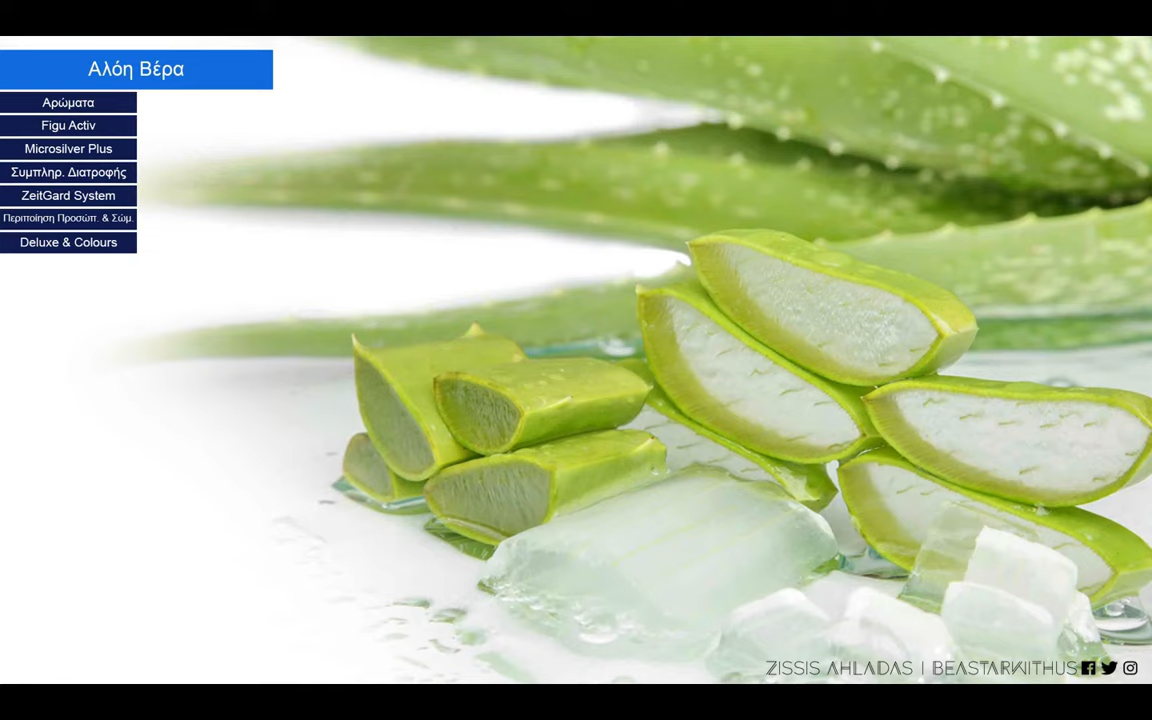 Αλόη Βέρα
Αρώματα
Figu Activ
Microsilver Plus
Συμπληρ. Διατροφής
ZeitGard System
Περιποίηση Προσώπ. & Σώμ.
Deluxe & Colours
ZISSIS AHLADAS | BEASTARWITHUS